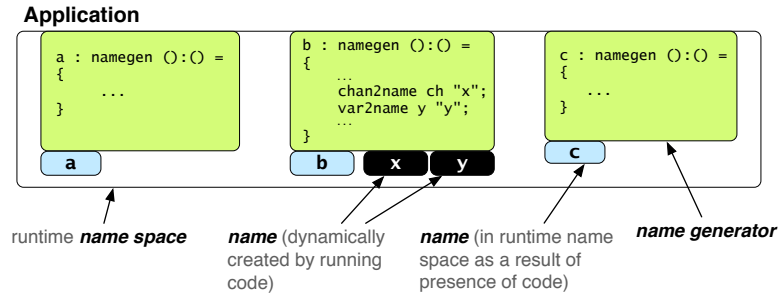 Application
a : namegen ():() =
{
...
}
a
b : namegen ():() =
{
...
chan2name ch "x";
var2name y "y";
...
}
b x y
c : namegen ():() =
{
...
}
c
runtime name space
name (dynamically
created by running
code)
name (in runtime name
space as a result of
presence of code)
name generator